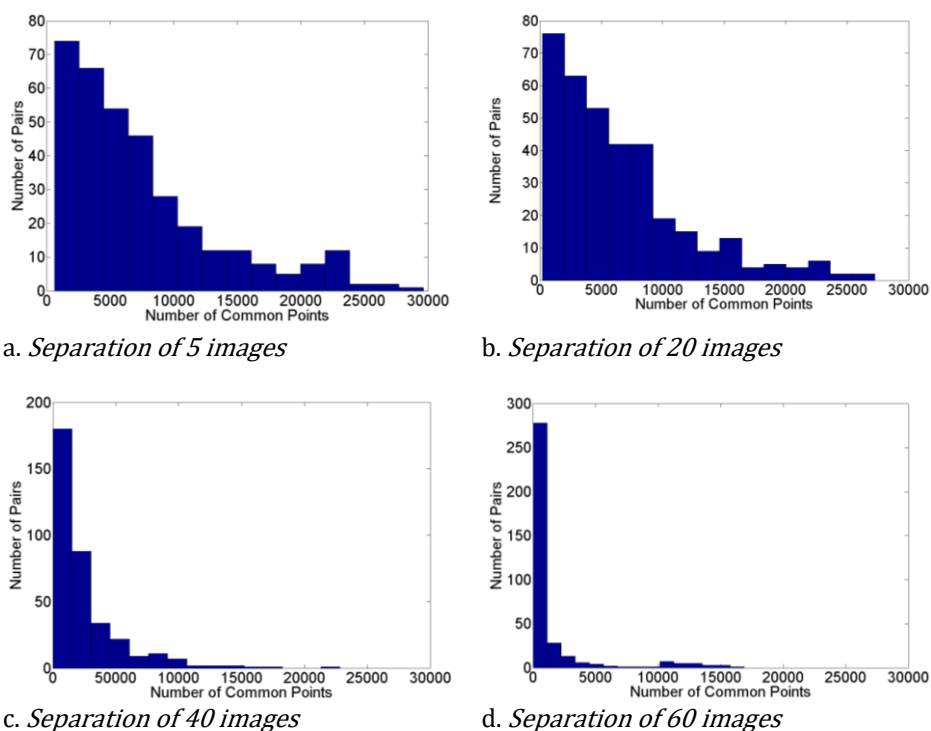 80
70
60
50
40
30
20
10
0
Number of Pairs
0 5000 10000 15000 20000 25000 30000
Number of Common Points
a. Separation of 5 images
80
70
60
50
40
30
20
10
0
Number of Pairs
0 5000 10000 15000 20000 25000 30000
Number of Common Points
b. Separation of 20 images
200
150
100
50
0
Number of Pairs
0 5000 10000 15000 20000 25000 30000
Number of Common Points
c. Separation of 40 images
300
250
200
150
100
50
0
Number of Pairs
0 5000 10000 15000 20000 25000 30000
Number of Common Points
d. Separation of 60 images